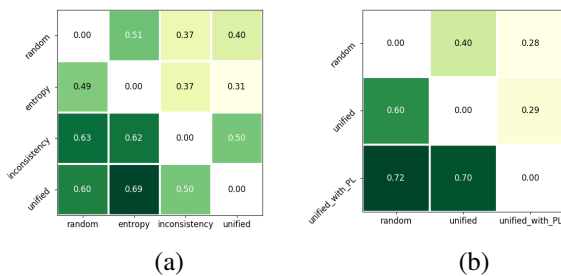 random 0.00 0.51 0.37 0.40
entropy 0.49 0.00 0.37 0.31
inconsistency 0.63 0.62 0.00 0.50
unified 0.60 0.69 0.50 0.00
random entropy inconsistency unified
(a)
random 0.00 0.40 0.28
unified 0.60 0.00 0.29
unified_with_PL 0.72 0.70 0.00
random unified unified_with_PL
(b)